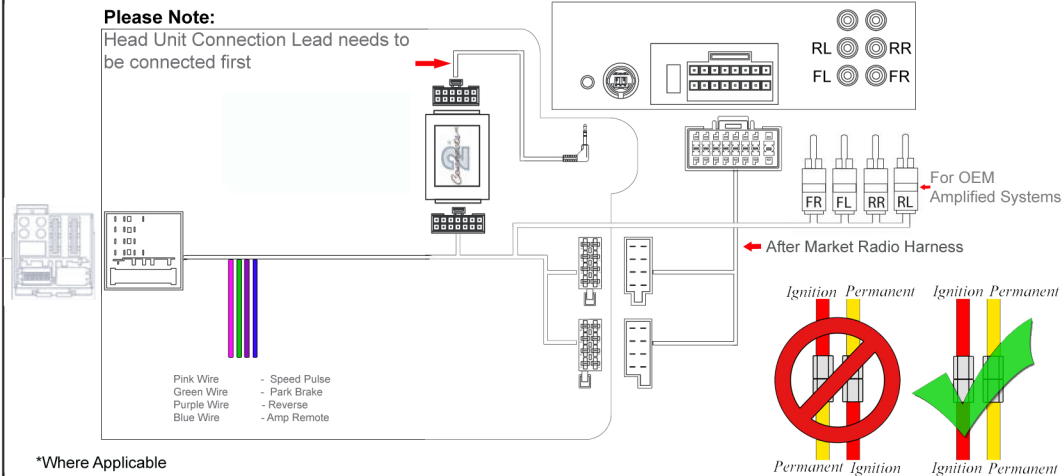 Please Note:
Head Unit Connection Lead needs to
be connected first
RL RR
FL FR
Connects2
FR FL RR RL
For OEM
Amplified Systems
After Market Radio Harness
Ignition Permanent Ignition Permanent
Pink Wire - Speed Pulse
Green Wire - Park Brake
Purple Wire - Reverse
Blue Wire - Amp Remote
*Where Applicable
Permanent Ignition Ignition Permanent